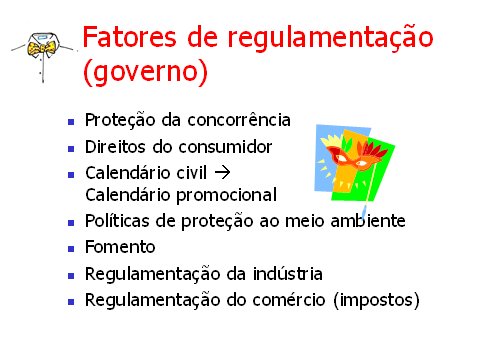 Fatores de regulamentação
(governo)
Proteção da concorrência
Direitos do consumidor
Calendário civil →
Calendário promocional
Políticas de proteção ao meio ambiente
Fomento
Regulamentação da indústria
Regulamentação do comércio (impostos)